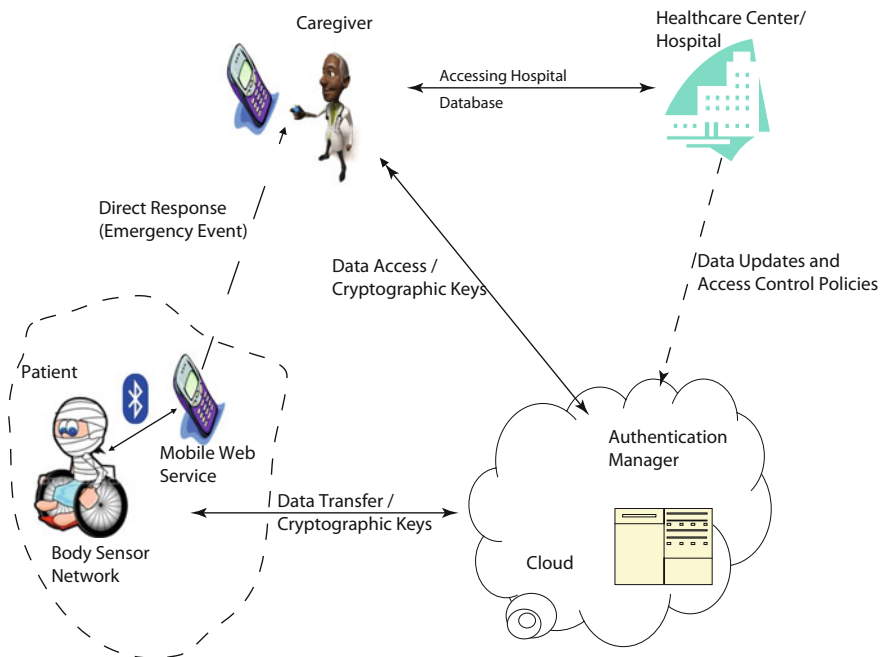 Caregiver
Healthcare Center/
Hospital
Accessing Hospital
Database
Direct Response
(Emergency Event)
Data Access /
Cryptographic Keys
Data Updates and
Access Control Policies
Patient
Mobile Web
Service
Authentication
Manager
Data Transfer /
Cryptographic Keys
Body Sensor
Network
Cloud